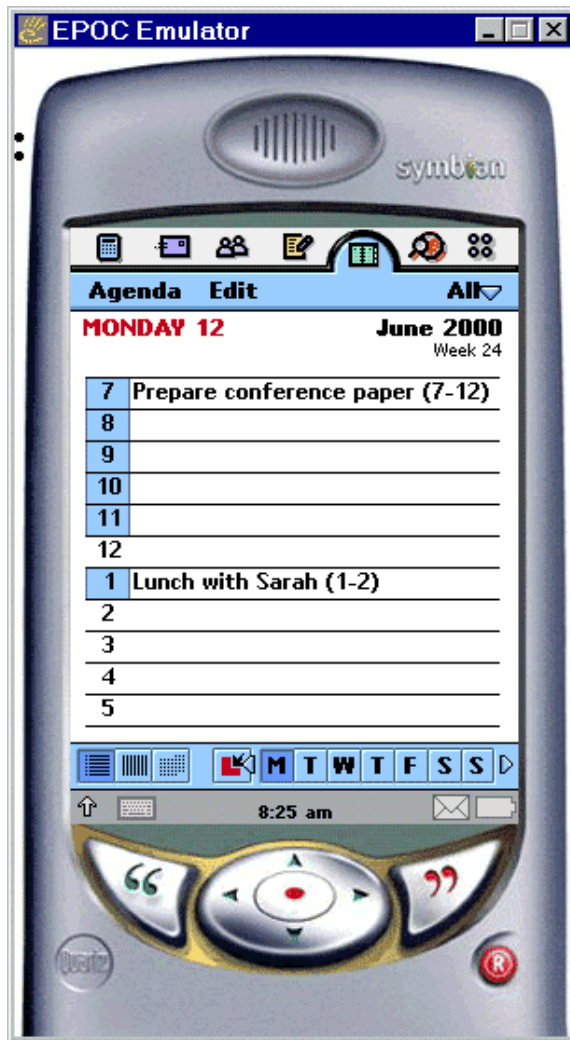 EPOC Emulator
symbian
Agenda Edit All
MONDAY 12 June 2000
Week 24
7 Prepare conference paper (7-12)
8
9
10
11
12
1 Lunch with Sarah (1-2)
2
3
4
5
M T W T F S S
8:25 am
“ ”
Quartz ®